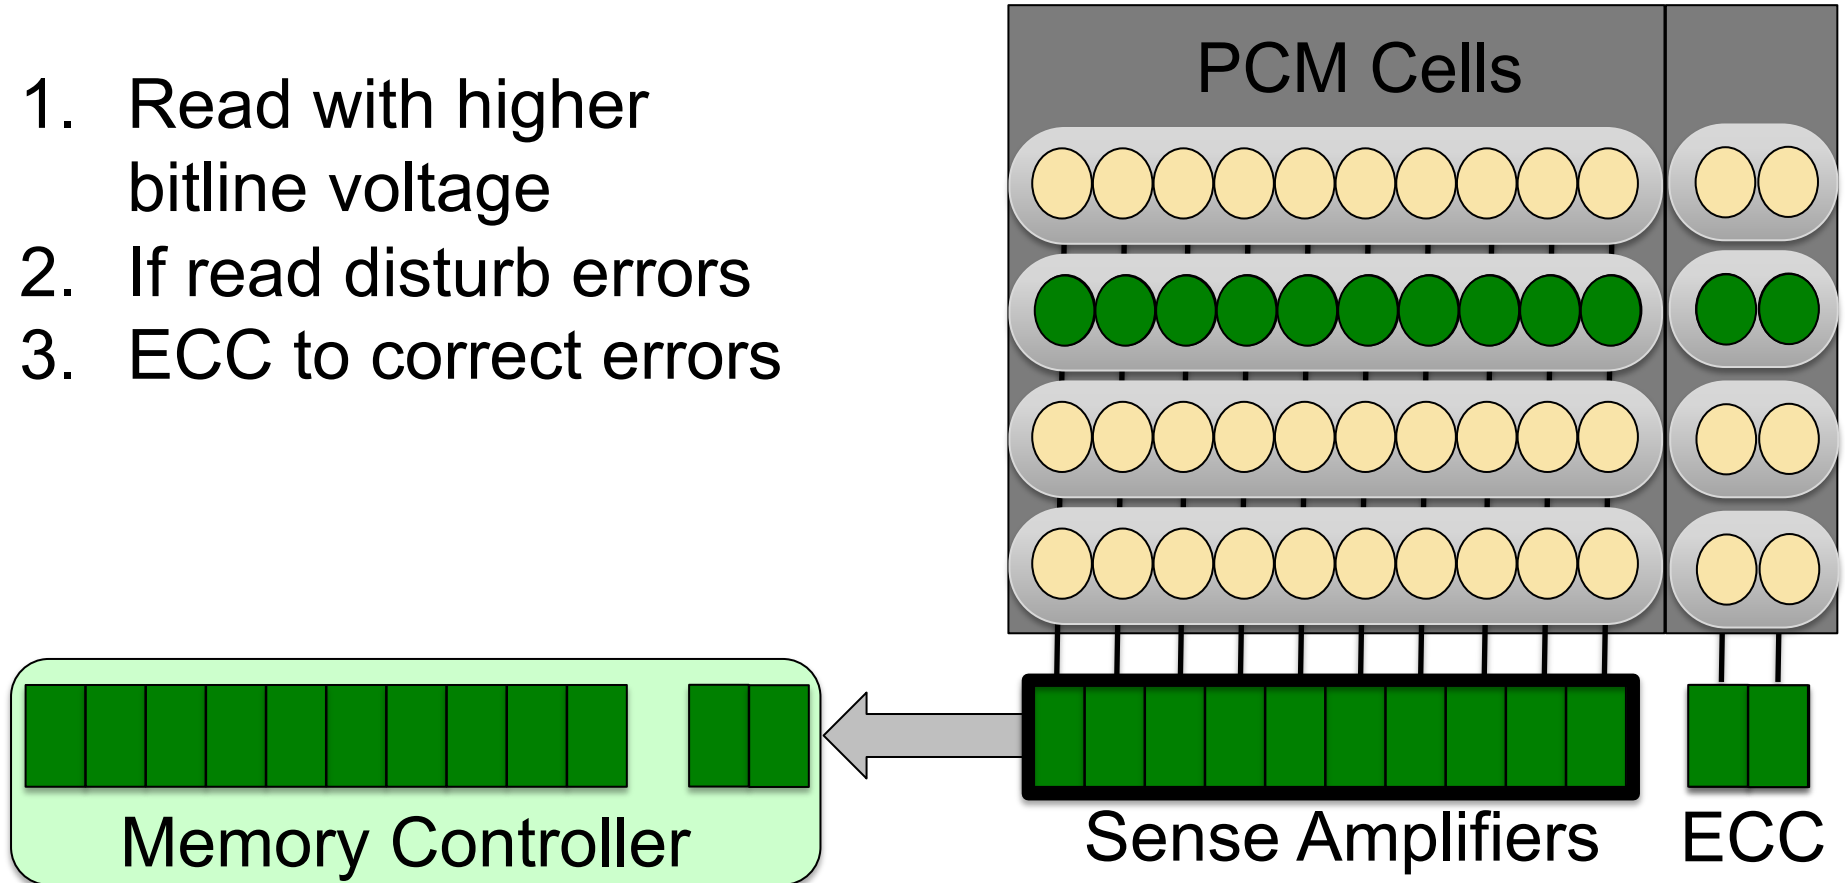 1. Read with higher
bitline voltage
2. If read disturb errors
3. ECC to correct errors
PCM Cells
Memory Controller
Sense Amplifiers
ECC